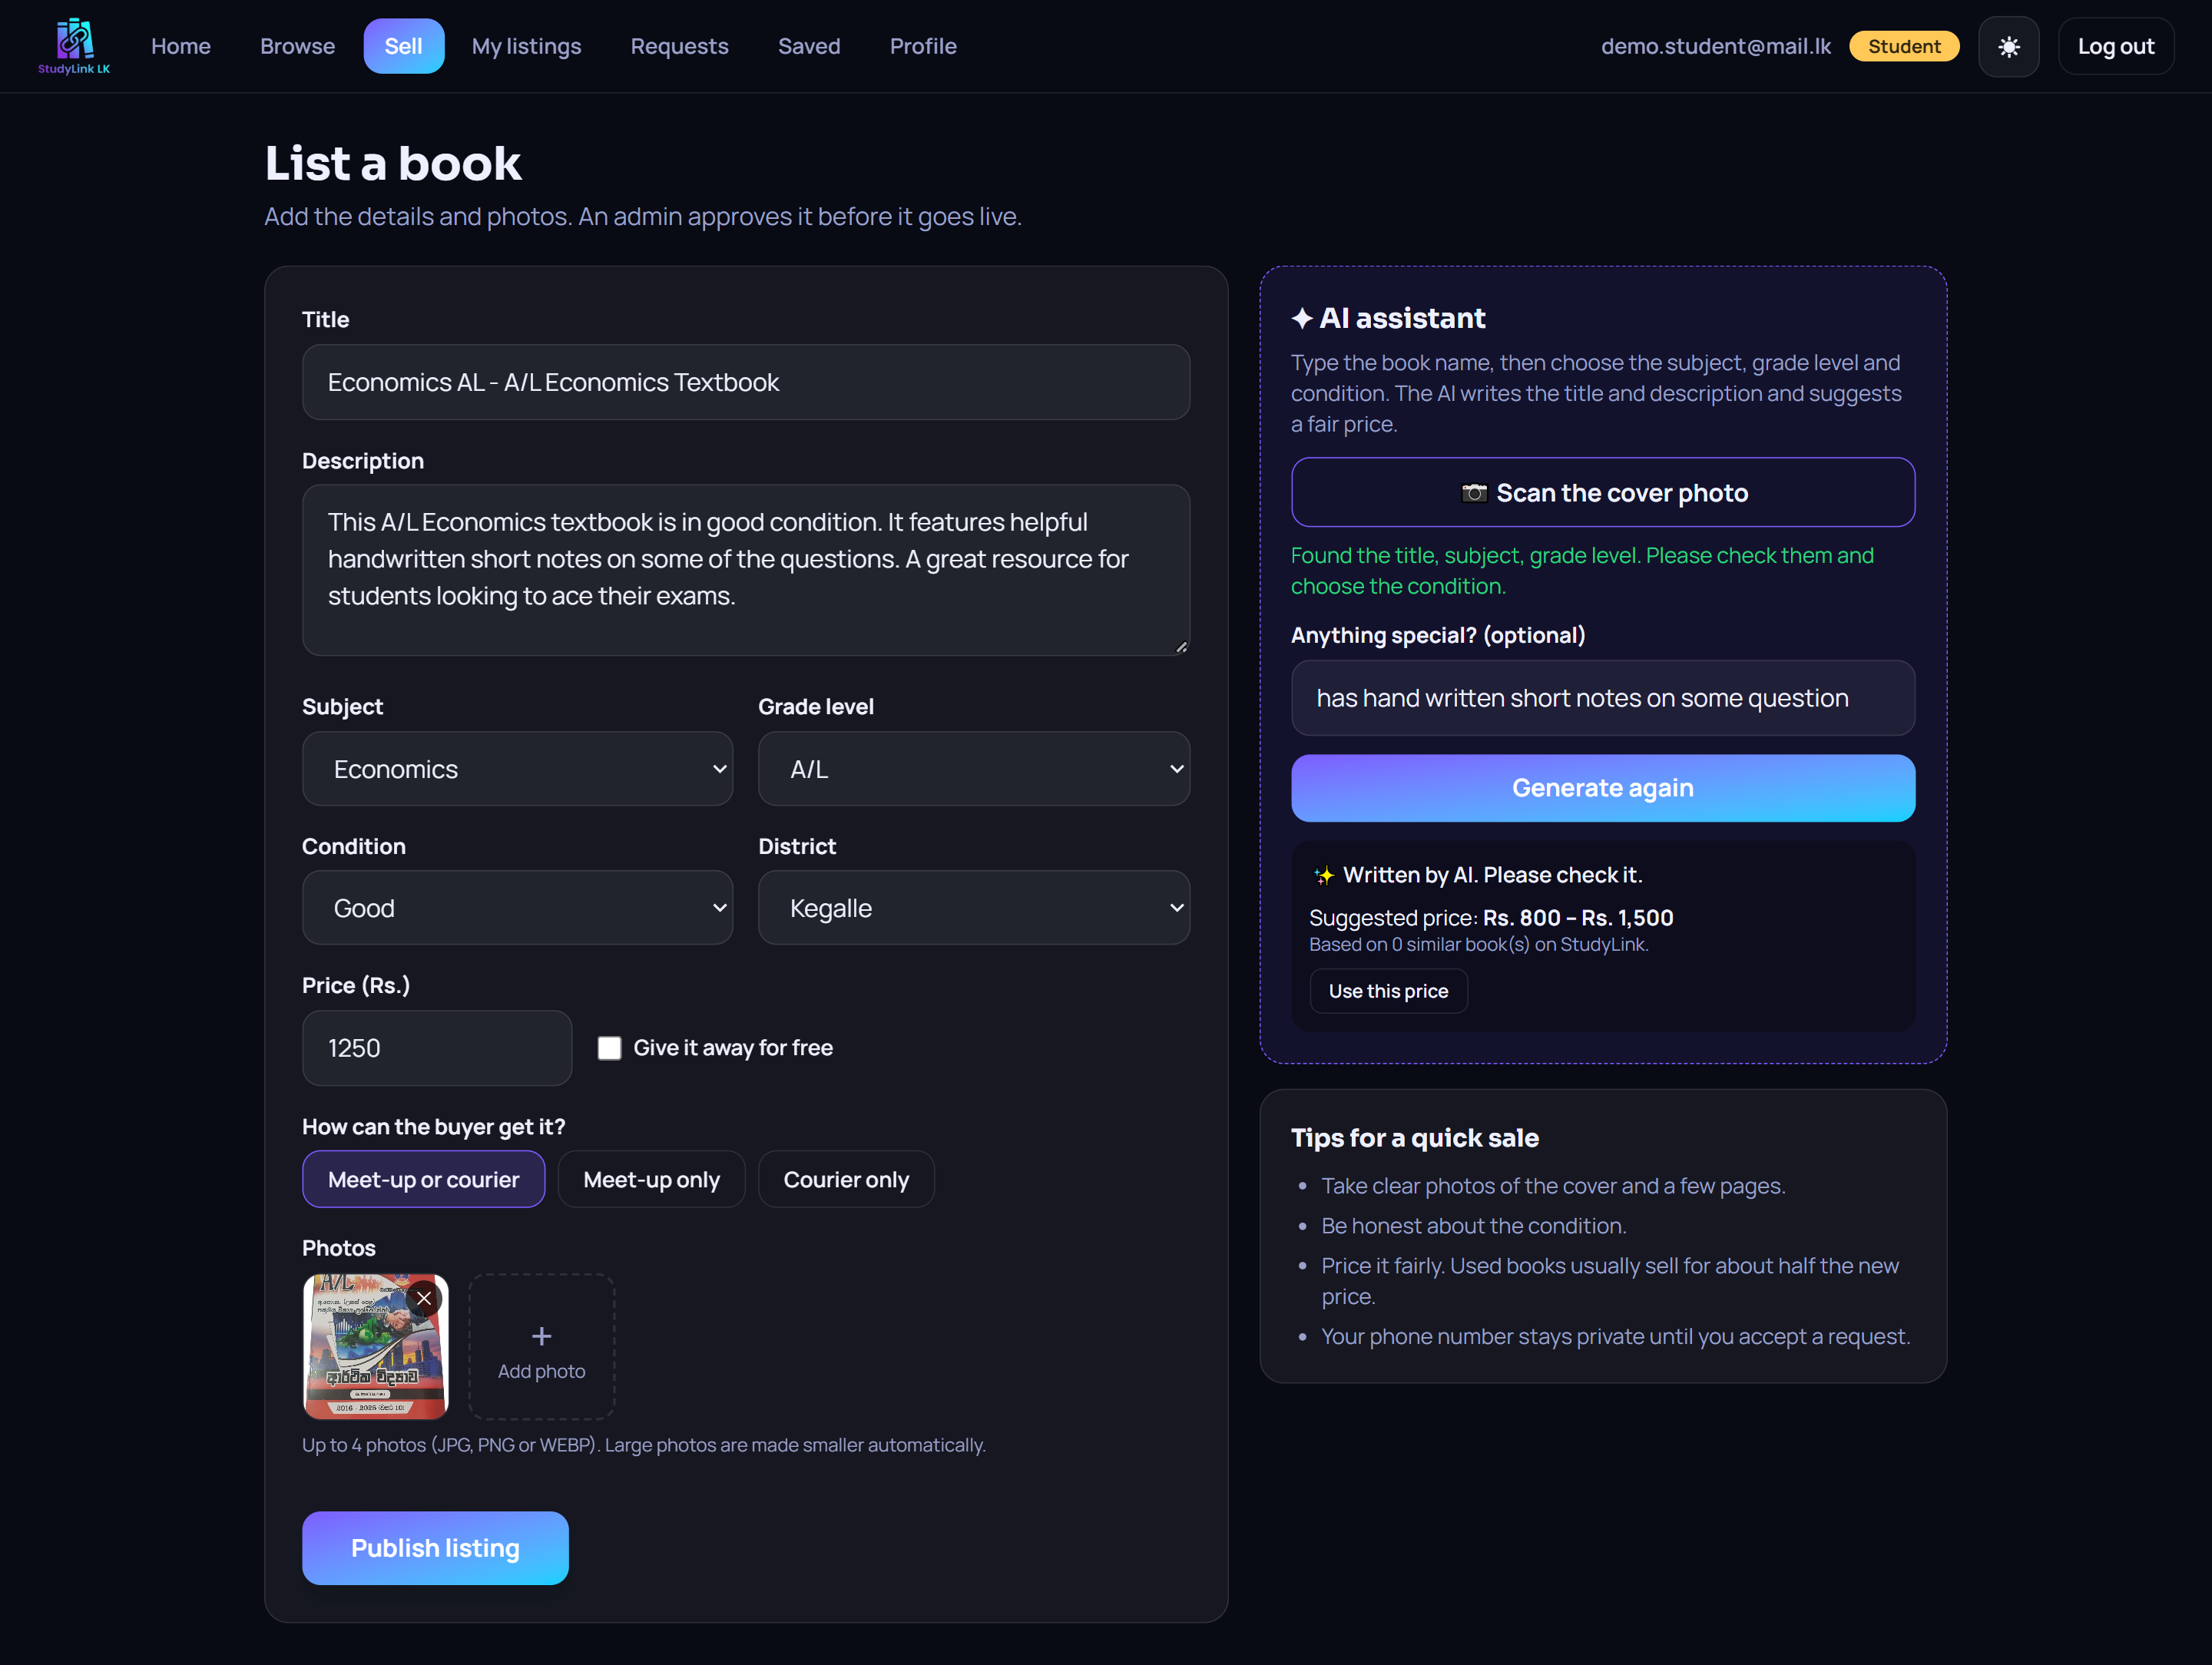 StudyLink LK
Home
Browse
Sell
My listings
Requests
Saved
Profile
demo.student@mail.lk
Student
Log out
List a book
Add the details and photos. An admin approves it before it goes live.
Title
Economics AL - A/L Economics Textbook
Description
This A/L Economics textbook is in good condition. It features helpful
handwritten short notes on some of the questions. A great resource for
students looking to ace their exams.
Subject
Grade level
Economics
A/L
Condition
District
Good
Kegalle
Price (Rs.)
1250
Give it away for free
How can the buyer get it?
Meet-up or courier
Meet-up only
Courier only
Photos
A/L
ආර්ථික විද්‍යාව
2016 - 2025
Add photo
Up to 4 photos (JPG, PNG or WEBP). Large photos are made smaller automatically.
Publish listing
AI assistant
Type the book name, then choose the subject, grade level and
condition. The AI writes the title and description and suggests
a fair price.
Scan the cover photo
Found the title, subject, grade level. Please check them and
choose the condition.
Anything special? (optional)
has hand written short notes on some question
Generate again
Written by AI. Please check it.
Suggested price: Rs. 800 – Rs. 1,500
Based on 0 similar book(s) on StudyLink.
Use this price
Tips for a quick sale
Take clear photos of the cover and a few pages.
Be honest about the condition.
Price it fairly. Used books usually sell for about half the new
price.
Your phone number stays private until you accept a request.